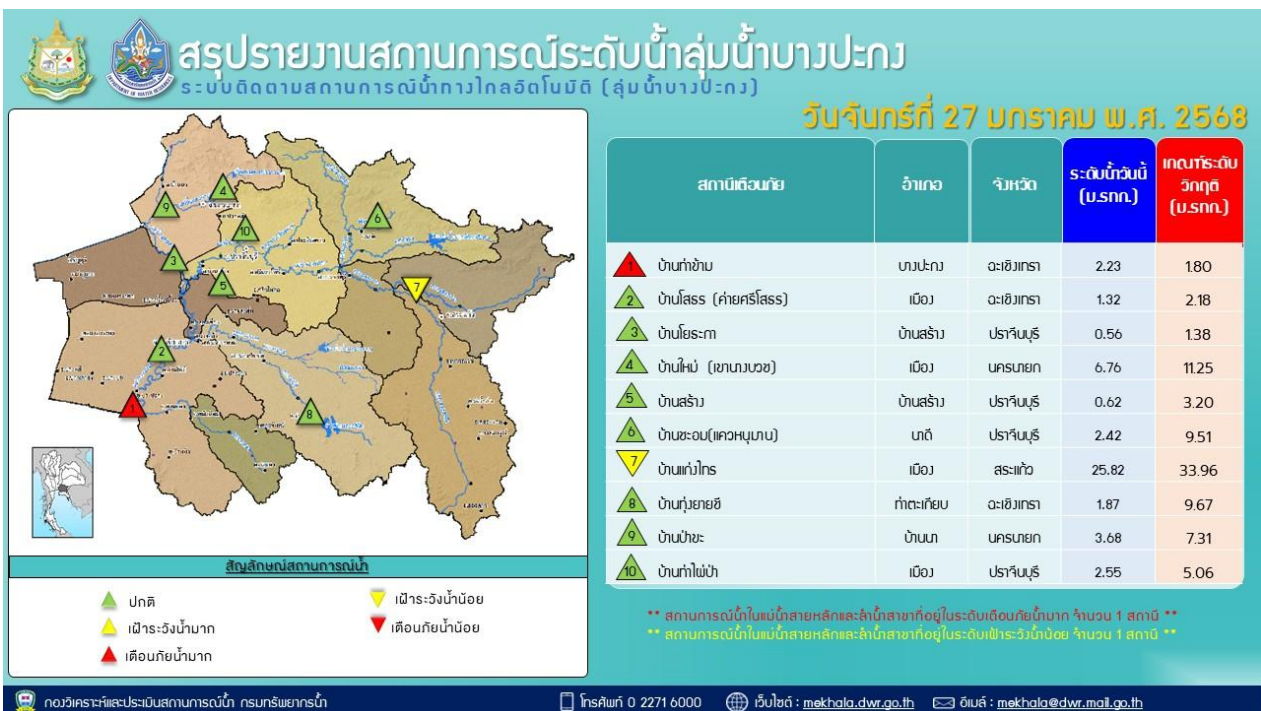 สรุปรายงานสถานการณ์ระดับน้ำลุ่มน้ำบางปะกง
ระบบติดตามสถานการณ์น้ำทางไกลอัตโนมัติ (ลุ่มน้ำบางปะกง)
วันจันทร์ที่ 27 มกราคม พ.ศ. 2568
สถานีเตือนภัย อำเภอ จังหวัด ระดับน้ำวันนี้ (ม.รทก.) เกณฑ์ระดับวิกฤติ (ม.รทก.)
1 บ้านท่าข้าม บางปะกง ฉะเชิงเทรา 2.23 1.80
2 บ้านโสธร (ค่ายศรีโสธร) เมือง ฉะเชิงเทรา 1.32 2.18
3 บ้านโยธะกา บ้านสร้าง ปราจีนบุรี 0.56 1.38
4 บ้านใหม่ (เขานางบวช) เมือง นครนายก 6.76 11.25
5 บ้านสร้าง บ้านสร้าง ปราจีนบุรี 0.62 3.20
6 บ้านซะอม(แควหนุมาน) นาดี ปราจีนบุรี 2.42 9.51
7 บ้านแก่งไทร เมือง สระแก้ว 25.82 33.96
8 บ้านทุ่งยายชี ท่าตะเกียบ ฉะเชิงเทรา 1.87 9.67
9 บ้านป่าขะ บ้านนา นครนายก 3.68 7.31
10 บ้านท่าไผ่ป่า เมือง ปราจีนบุรี 2.55 5.06
** สถานการณ์น้ำในแม่น้ำสายหลักและลำน้ำสาขาที่อยู่ในระดับเตือนภัยน้ำมาก จำนวน 1 สถานี **
** สถานการณ์น้ำในแม่น้ำสายหลักและลำน้ำสาขาที่อยู่ในระดับเฝ้าระวังน้ำน้อย จำนวน 1 สถานี **
4
9
10
6
3
5
7
2
1
8
สัญลักษณ์สถานการณ์น้ำ
ปกติ
เฝ้าระวังน้ำมาก
เตือนภัยน้ำมาก
เฝ้าระวังน้ำน้อย
เตือนภัยน้ำน้อย
กองวิเคราะห์และประเมินสถานการณ์น้ำ กรมทรัพยากรน้ำ
โทรศัพท์ 0 2271 6000
เว็บไซต์ : mekhala.dwr.go.th
อีเมล์ : mekhala@dwr.mail.go.th